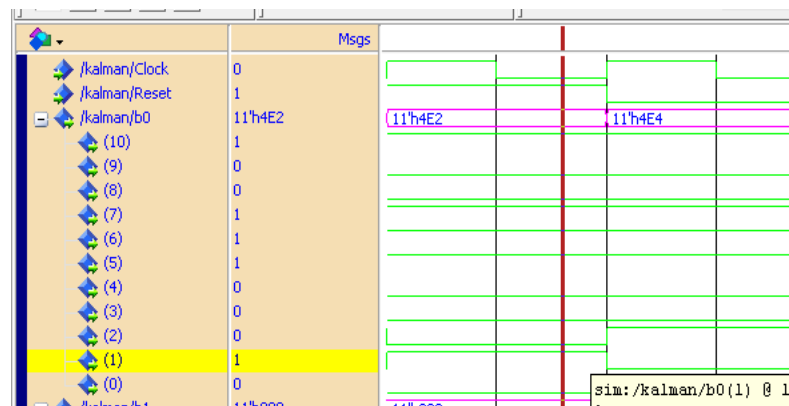 Msgs
/kalman/Clock 0
/kalman/Reset 1
/kalman/b0 11'h4E2 11'h4E2 11'h4E4
(10) 1
(9) 0
(8) 0
(7) 1
(6) 1
(5) 1
(4) 0
(3) 0
(2) 0
(1) 1
(0) 0
sim:/kalman/b0(1) @ 1